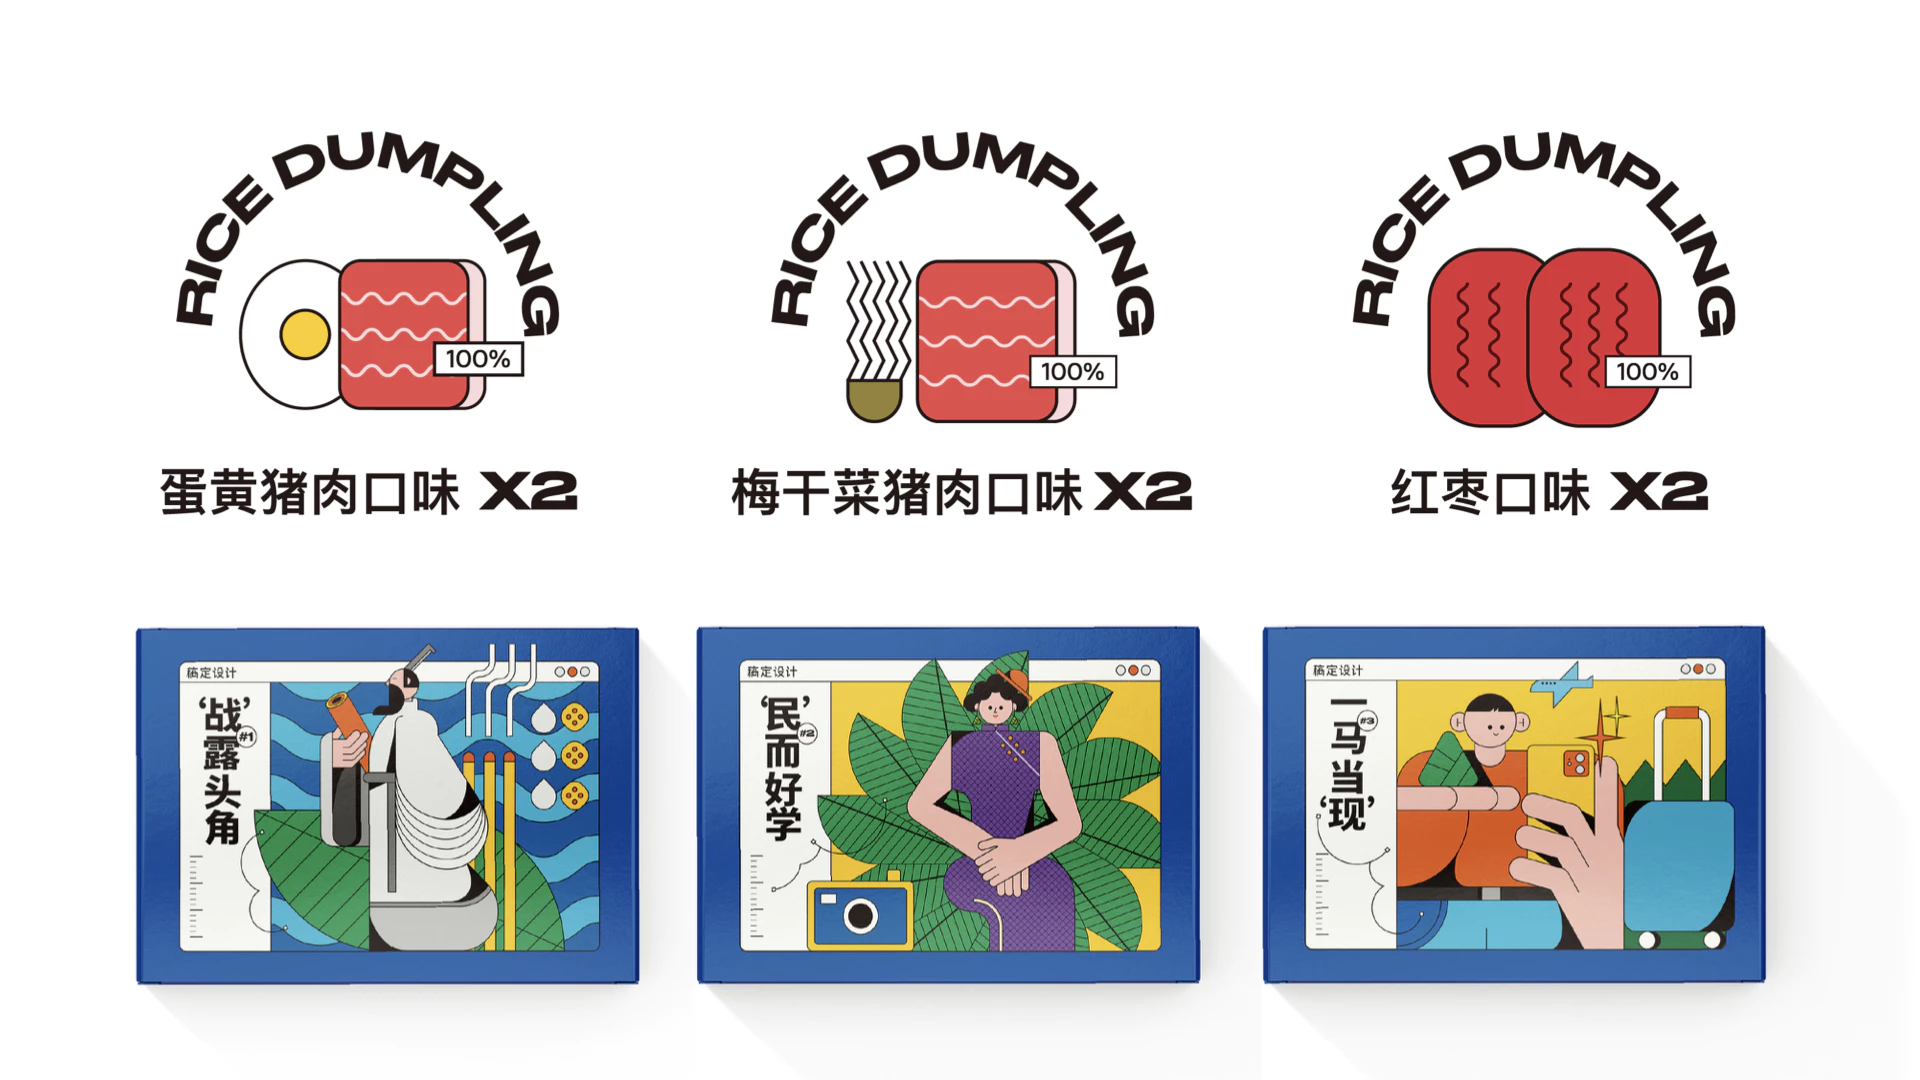 RICE DUMPLING
100%
蛋黄猪肉口味 X2
RICE DUMPLING
100%
梅干菜猪肉口味 X2
RICE DUMPLING
100%
红枣口味 X2
稿定设计
‘战’露头角
#1
稿定设计
‘民’而好学
#2
稿定设计
一马当‘现’
#3